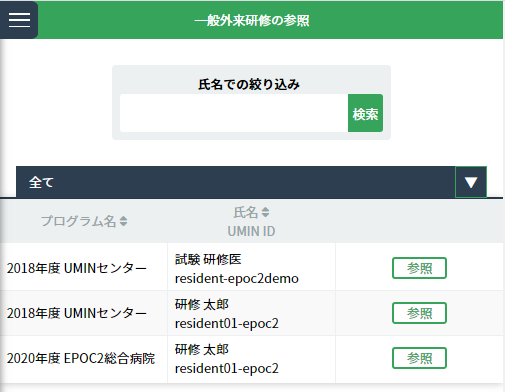 一般外来研修の参照
氏名での絞り込み
検索
全て
プログラム名
氏名
UMIN ID
2018年度 UMINセンター
試験 研修医
resident-epoc2demo
参照
2018年度 UMINセンター
研修 太郎
resident01-epoc2
参照
2020年度 EPOC2総合病院
研修 太郎
resident01-epoc2
参照